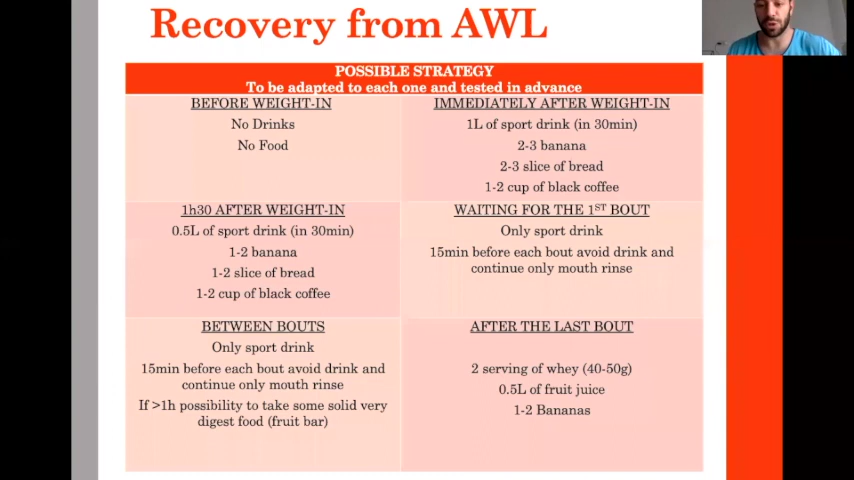 Recovery from AWL
POSSIBLE STRATEGY
To be adapted to each one and tested in advance
BEFORE WEIGHT-IN
No Drinks
No Food
IMMEDIATELY AFTER WEIGHT-IN
1L of sport drink (in 30min)
2-3 banana
2-3 slice of bread
1-2 cup of black coffee
1h30 AFTER WEIGHT-IN
0.5L of sport drink (in 30min)
1-2 banana
1-2 slice of bread
1-2 cup of black coffee
WAITING FOR THE 1ST BOUT
Only sport drink
15min before each bout avoid drink and
continue only mouth rinse
BETWEEN BOUTS
Only sport drink
15min before each bout avoid drink and
continue only mouth rinse
If >1h possibility to take some solid very
digest food (fruit bar)
AFTER THE LAST BOUT
2 serving of whey (40-50g)
0.5L of fruit juice
1-2 Bananas